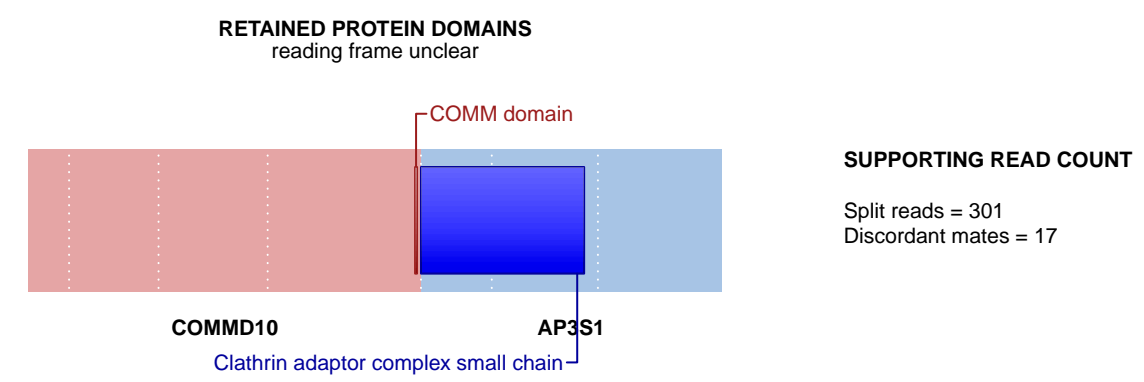 RETAINED PROTEIN DOMAINS
reading frame unclear
COMM domain
SUPPORTING READ COUNT
Split reads = 301
Discordant mates = 17
COMMD10
AP3S1
Clathrin adaptor complex small chain